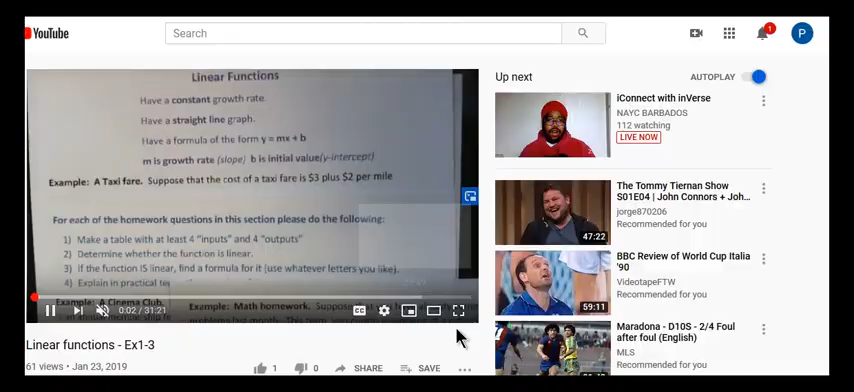 YouTube
Search
1
P
Linear Functions
Have a constant growth rate.
Have a straight line graph.
Have a formula of the form y = mx + b
m is growth rate (slope) b is initial value(y-intercept)
Example: A Taxi fare. Suppose that the cost of a taxi fare is $3 plus $2 per mile
For each of the homework questions in this section please do the following:
1) Make a table with at least 4 "inputs" and 4 "outputs"
2) Determine whether the function is linear.
3) If the function IS linear, find a formula for it (use whatever letters you like).
4) Explain in practical
Example: A Cinema Club.
Example: Math homework. Suppose
0:02 / 31:21
CC
Linear functions - Ex1-3
61 views • Jan 23, 2019
1
0
SHARE
SAVE
Up next
AUTOPLAY
iConnect with inVerse
NAYC BARBADOS
112 watching
LIVE NOW
47:22
The Tommy Tiernan Show
S01E04 | John Connors + Joh...
jorge870206
Recommended for you
59:11
BBC Review of World Cup Italia
'90
VideotapeFTW
Recommended for you
Maradona - D10S - 2/4 Foul
after foul (English)
MLS
Recommended for you